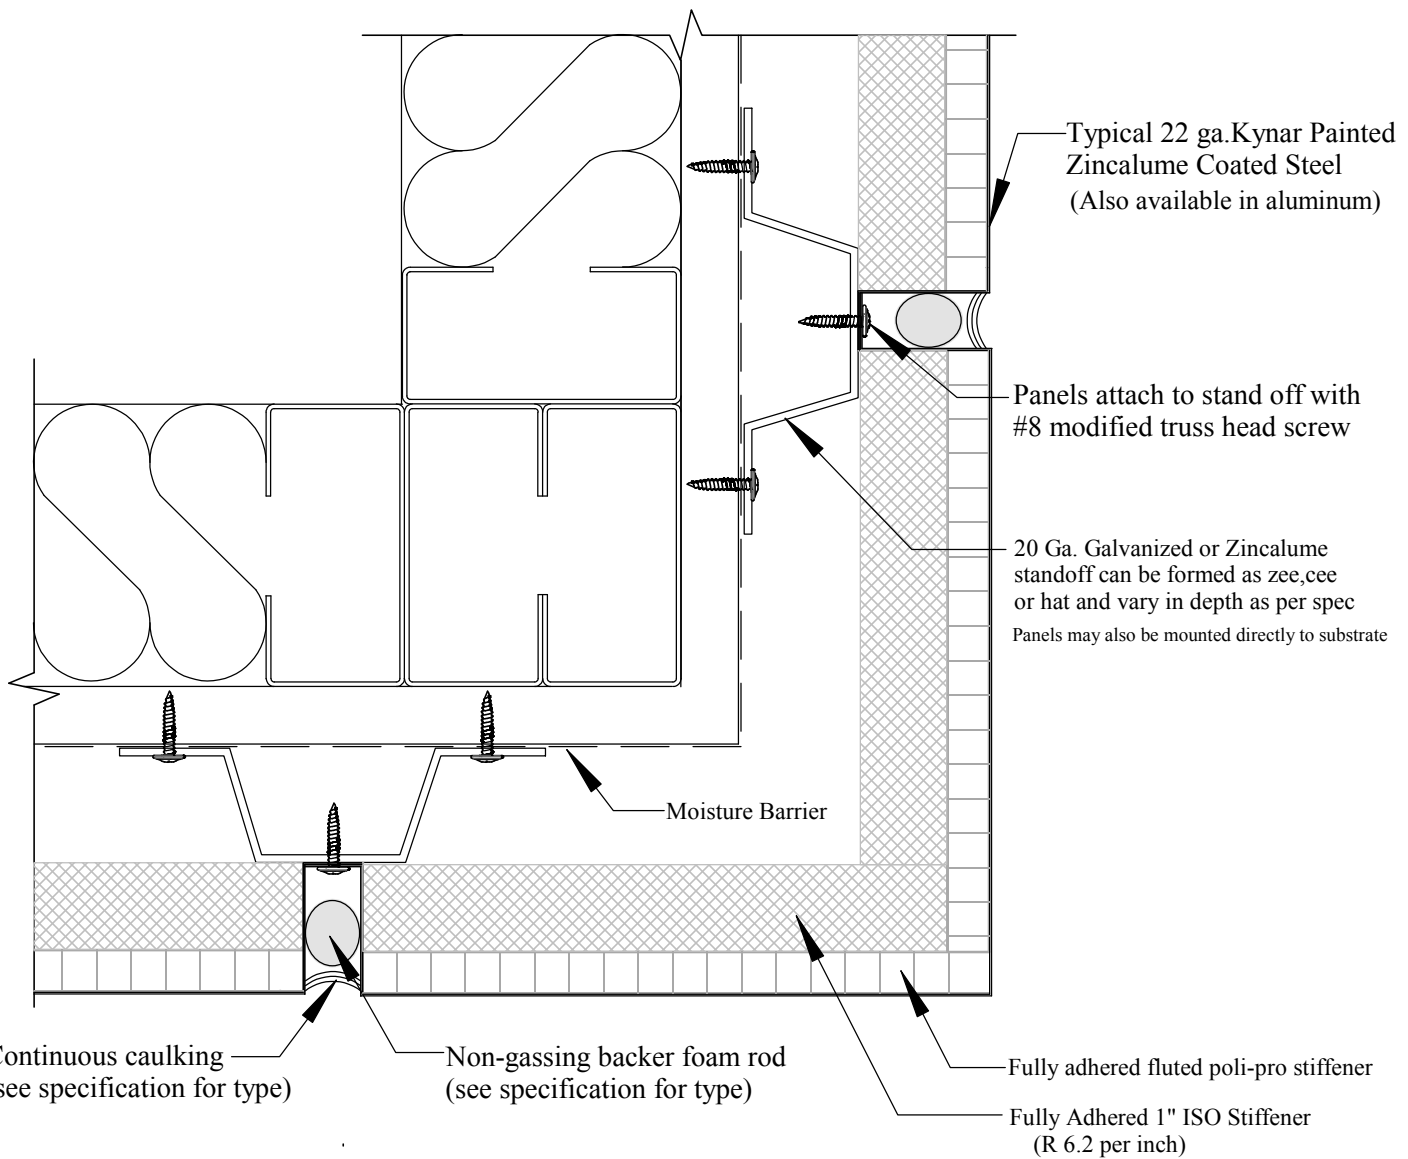 Typical 22 ga.Kynar Painted
Zincalume Coated Steel
(Also available in aluminum)
Panels attach to stand off with
#8 modified truss head screw
20 Ga. Galvanized or Zincalume
standoff can be formed as zee,cee
or hat and vary in depth as per spec
Panels may also be mounted directly to substrate
Moisture Barrier
Continuous caulking
see specification for type)
Non-gassing backer foam rod
(see specification for type)
Fully adhered fluted poli-pro stiffener
Fully Adhered 1" ISO Stiffener
(R 6.2 per inch)